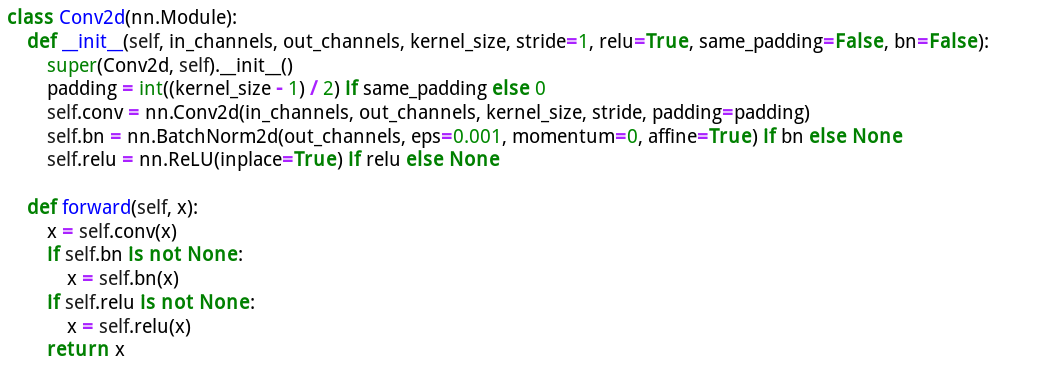 class Conv2d(nn.Module):
    def __init__(self, in_channels, out_channels, kernel_size, stride=1, relu=True, same_padding=False, bn=False):
        super(Conv2d, self).__init__()
        padding = int((kernel_size - 1) / 2) If same_padding else 0
        self.conv = nn.Conv2d(in_channels, out_channels, kernel_size, stride, padding=padding)
        self.bn = nn.BatchNorm2d(out_channels, eps=0.001, momentum=0, affine=True) If bn else None
        self.relu = nn.ReLU(inplace=True) If relu else None

    def forward(self, x):
        x = self.conv(x)
        If self.bn Is not None:
            x = self.bn(x)
        If self.relu Is not None:
            x = self.relu(x)
        return x